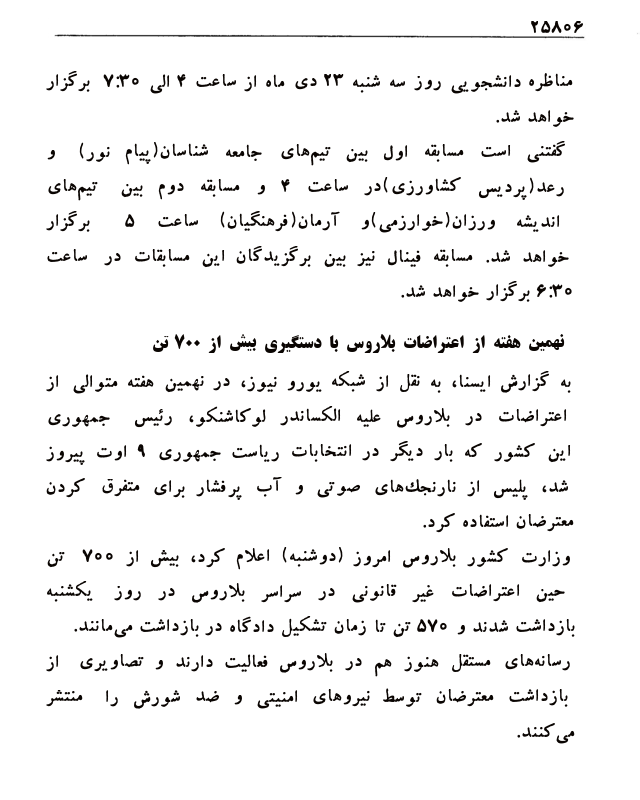 ۲۵۸۰۶
مناظره دانشجویی روز سه شنبه ۲۳ دی ماه از ساعت ۴ الی ۷:۳۰ برگزار
خواهد شد.
گفتنی است مسابقه اول بین تیم‌های جامعه شناسان(پیام نور) و
رعد(پردیس کشاورزی)در ساعت ۴ و مسابقه دوم بین تیم‌های
اندیشه ورزان(خوارزمی)و آرمان(فرهنگیان) ساعت ۵ برگزار
خواهد شد. مسابقه فینال نیز بین برگزیدگان این مسابقات در ساعت
۶:۳۰ برگزار خواهد شد.
نهمین هفته از اعتراضات بلاروس با دستگیری بیش از ۷۰۰ تن
به گزارش ایسنا، به نقل از شبکه یورو نیوز، در نهمین هفته متوالی از
اعتراضات در بلاروس علیه الکساندر لوکاشنکو، رئیس جمهوری
این کشور که بار دیگر در انتخابات ریاست جمهوری ۹ اوت پیروز
شد، پلیس از نارنجك‌های صوتی و آب پرفشار برای متفرق کردن
معترضان استفاده کرد.
وزارت کشور بلاروس امروز (دوشنبه) اعلام کرد، بیش از ۷۰۰ تن
حین اعتراضات غیر قانونی در سراسر بلاروس در روز یکشنبه
بازداشت شدند و ۵۷۰ تن تا زمان تشکیل دادگاه در بازداشت می‌مانند.
رسانه‌های مستقل هنوز هم در بلاروس فعالیت دارند و تصاویری از
بازداشت معترضان توسط نیروهای امنیتی و ضد شورش را منتشر
می‌کنند.